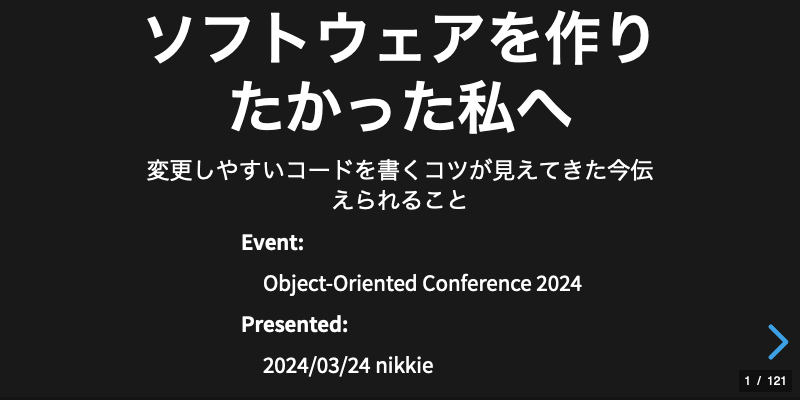 ソフトウェアを作り
たかった私へ
変更しやすいコードを書くコツが見えてきた今伝
えられること
Event:
Object-Oriented Conference 2024
Presented:
2024/03/24 nikkie
1 / 121